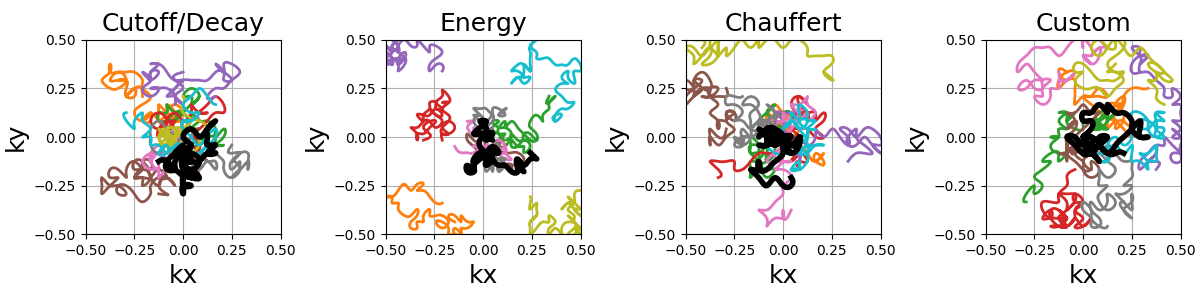 Cutoff/Decay Energy Chauffert Custom
0.50 0.50 0.50 0.50
0.25 0.25 0.25 0.25
ky 0.00 ky 0.00 ky 0.00 ky 0.00
−0.25 −0.25 −0.25 −0.25
−0.50 −0.50 −0.50 −0.50
−0.50 −0.25 0.00 0.25 0.50 −0.50 −0.25 0.00 0.25 0.50 −0.50 −0.25 0.00 0.25 0.50 −0.50 −0.25 0.00 0.25 0.50
kx kx kx kx